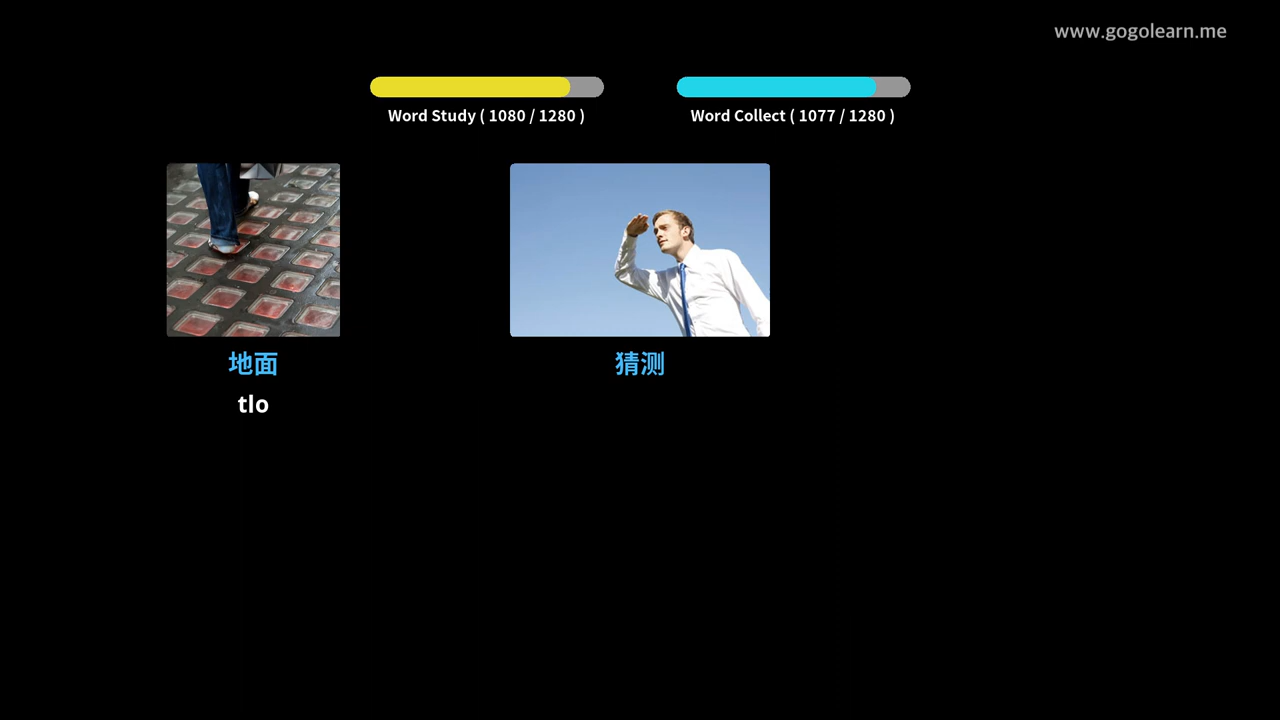 www.gogolearn.me
Word Study ( 1080 / 1280 )
Word Collect ( 1077 / 1280 )
地面
猜测
tlo